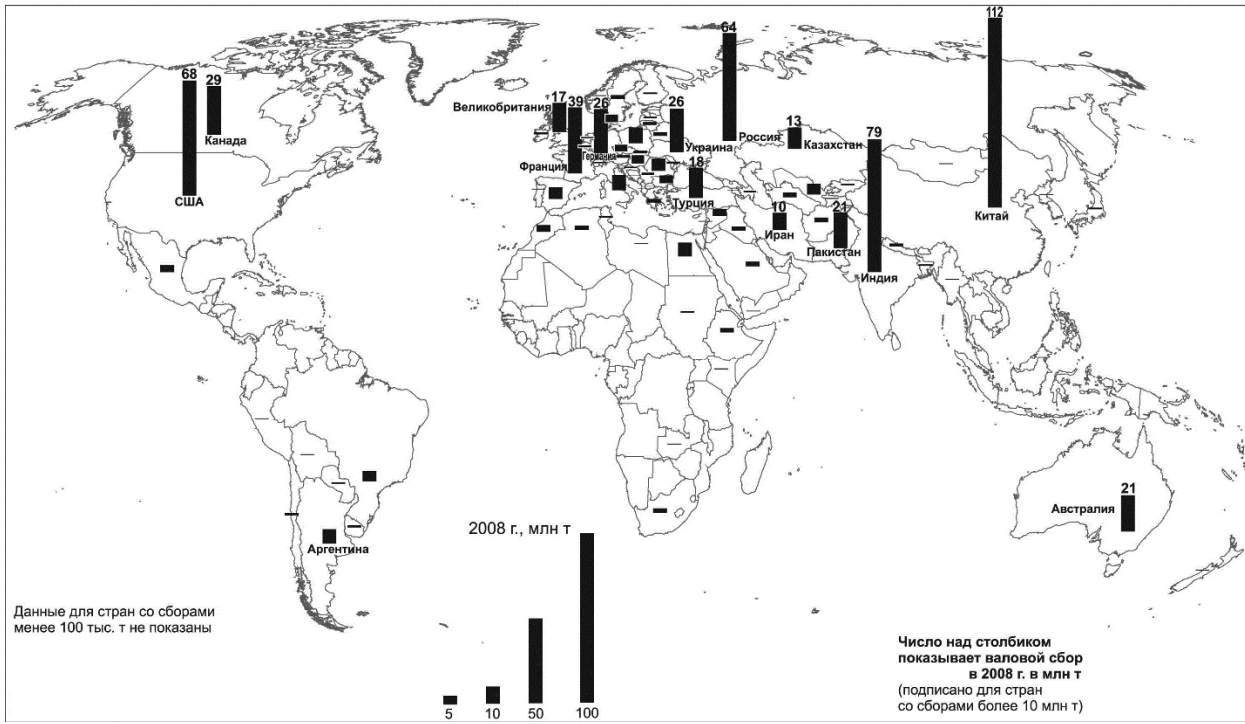 112
Китай
64
Россия
68
США
29
Канада
17
Великобритания
39
Франция
26
Германия
26
Украина
13
Казахстан
79
Индия
18
Турция
10
Иран
21
Пакистан
21
Австралия
Аргентина
2008 г., млн т
5
10
50
100
Данные для стран со сборами
менее 100 тыс. т не показаны
Число над столбиком
показывает валовой сбор
в 2008 г. в млн т
(подписано для стран
со сборами более 10 млн т)